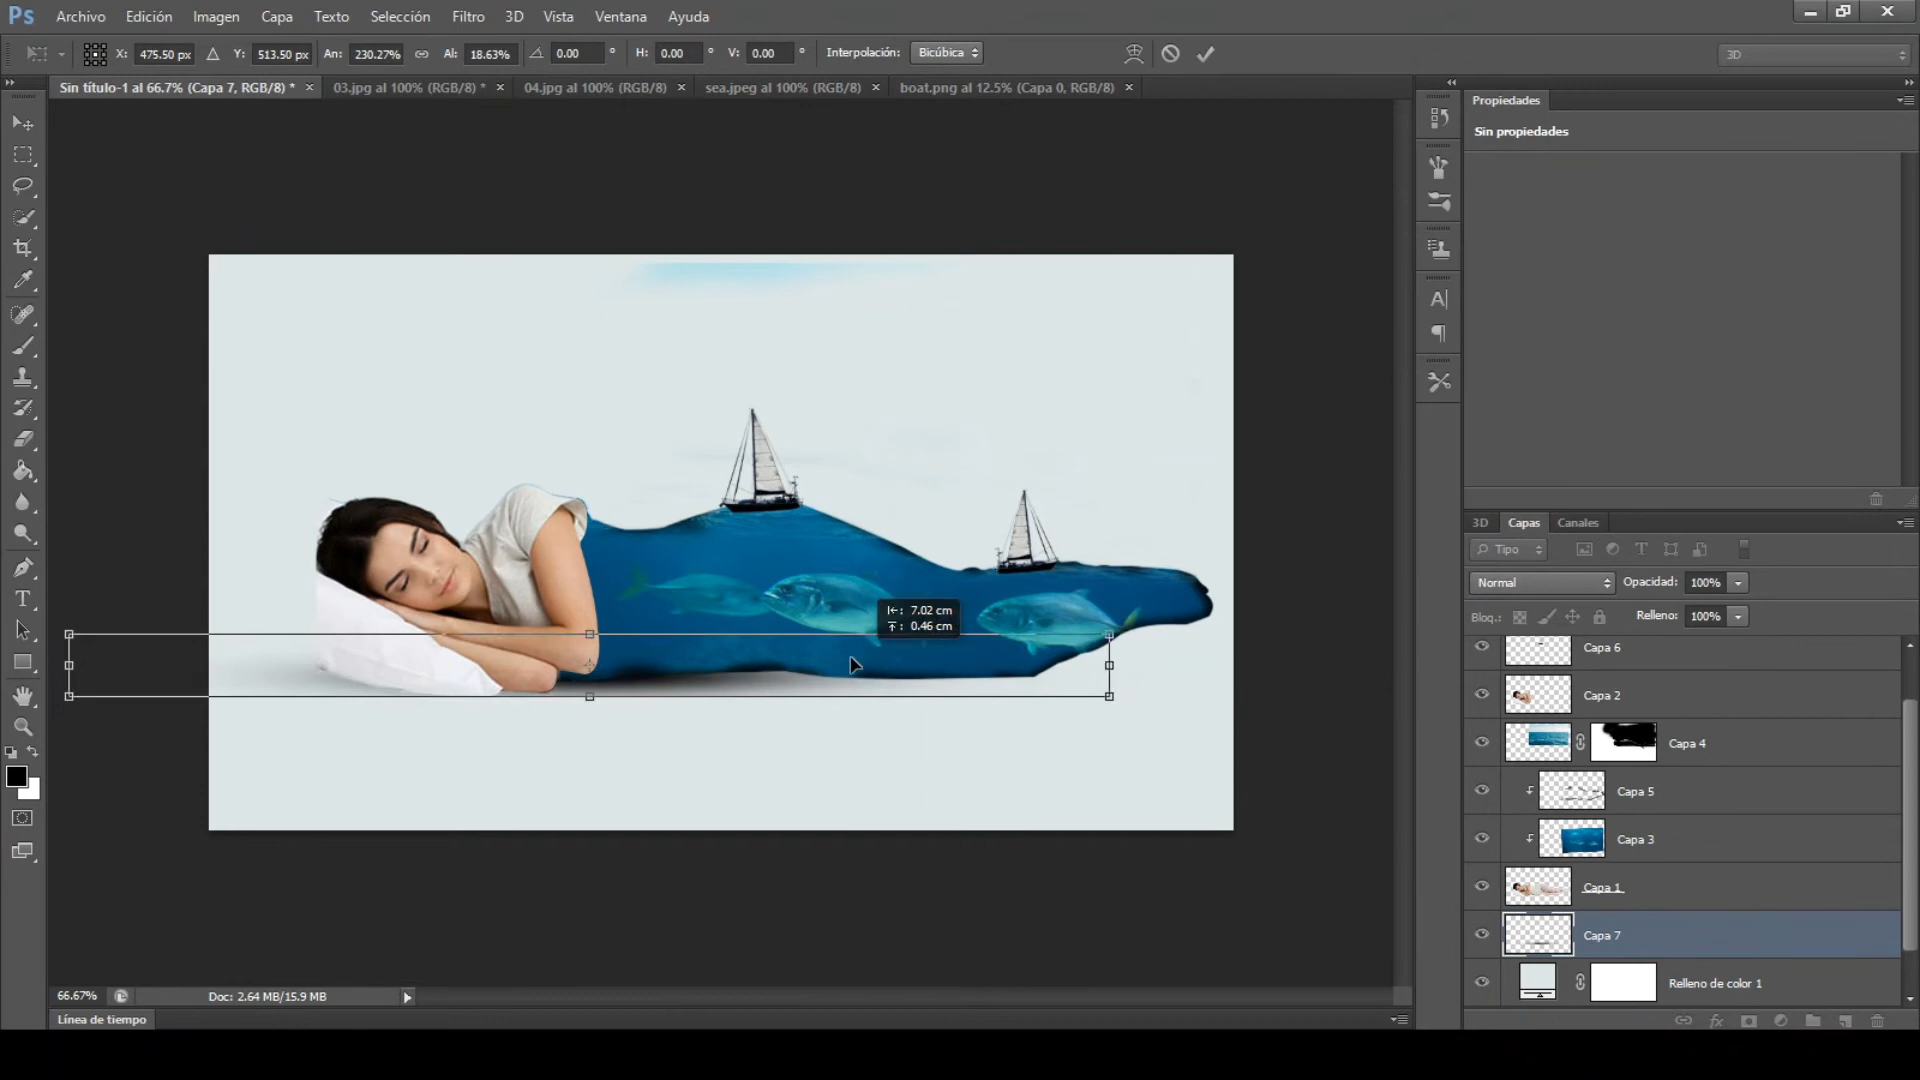 Ps Archivo Edición Imagen Capa Texto Selección Filtro 3D Vista Ventana Ayuda
X: 475.50 px Y: 513.50 px An: 230.27% Al: 18.63% 0.00 ° H: 0.00 ° V: 0.00 ° Interpolación: Bicúbica 3D
Sin título-1 al 66.7% (Capa 7, RGB/8) * × 03.jpg al 100% (RGB/8) * × 04.jpg al 100% (RGB/8) × sea.jpeg al 100% (RGB/8) × boat.png al 12.5% (Capa 0, RGB/8) ×
Propiedades
Sin propiedades
3D Capas Canales
Tipo
Normal Opacidad: 100%
Bloq.: Relleno: 100%
Capa 6
Capa 2
Capa 4
Capa 5
Capa 3
Capa 1
Capa 7
Relleno de color 1
fx
7.02 cm
0.46 cm
66.67% Doc: 2.64 MB/15.9 MB
Línea de tiempo